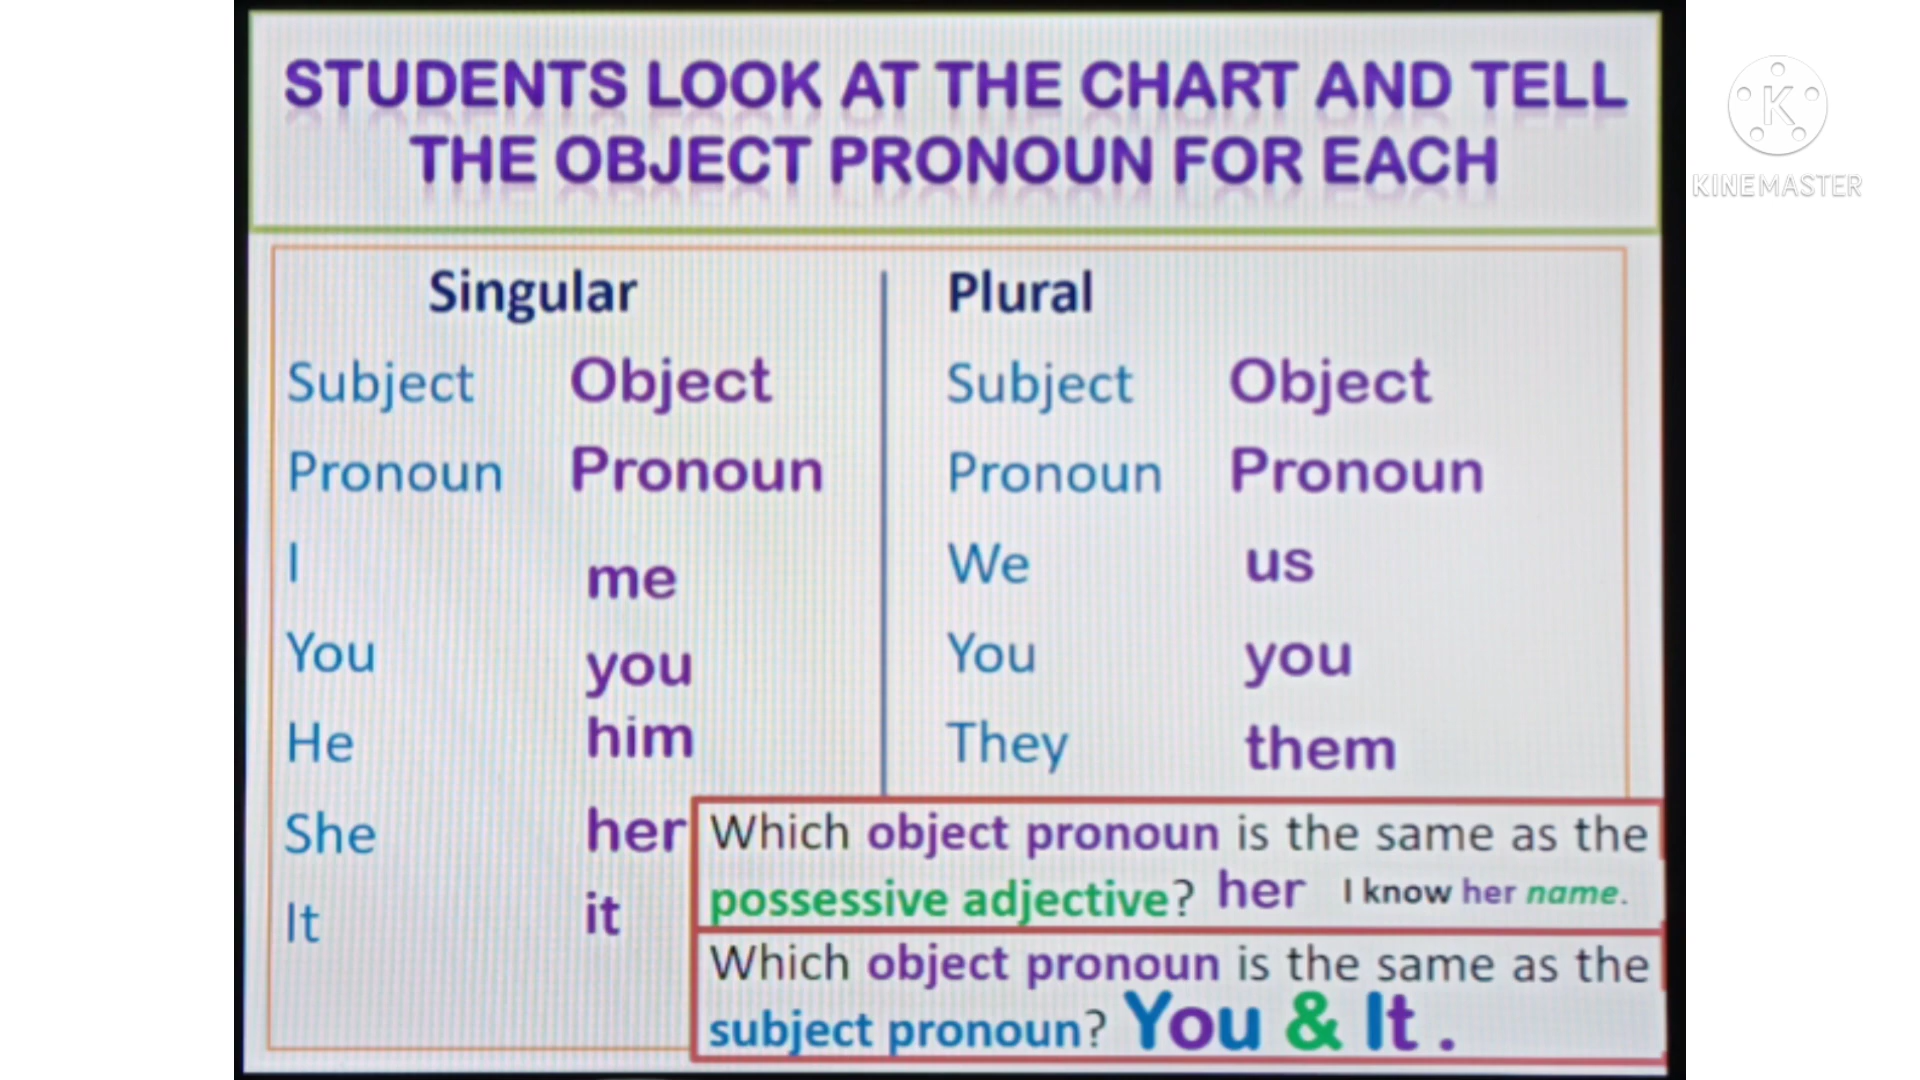 STUDENTS LOOK AT THE CHART AND TELL
THE OBJECT PRONOUN FOR EACH
KINEMASTER
Singular
Subject Object
Pronoun Pronoun
I me
You you
He him
She her
It it
Plural
Subject Object
Pronoun Pronoun
We us
You you
They them
Which object pronoun is the same as the
possessive adjective? her I know her name.
Which object pronoun is the same as the
subject pronoun? You & It .